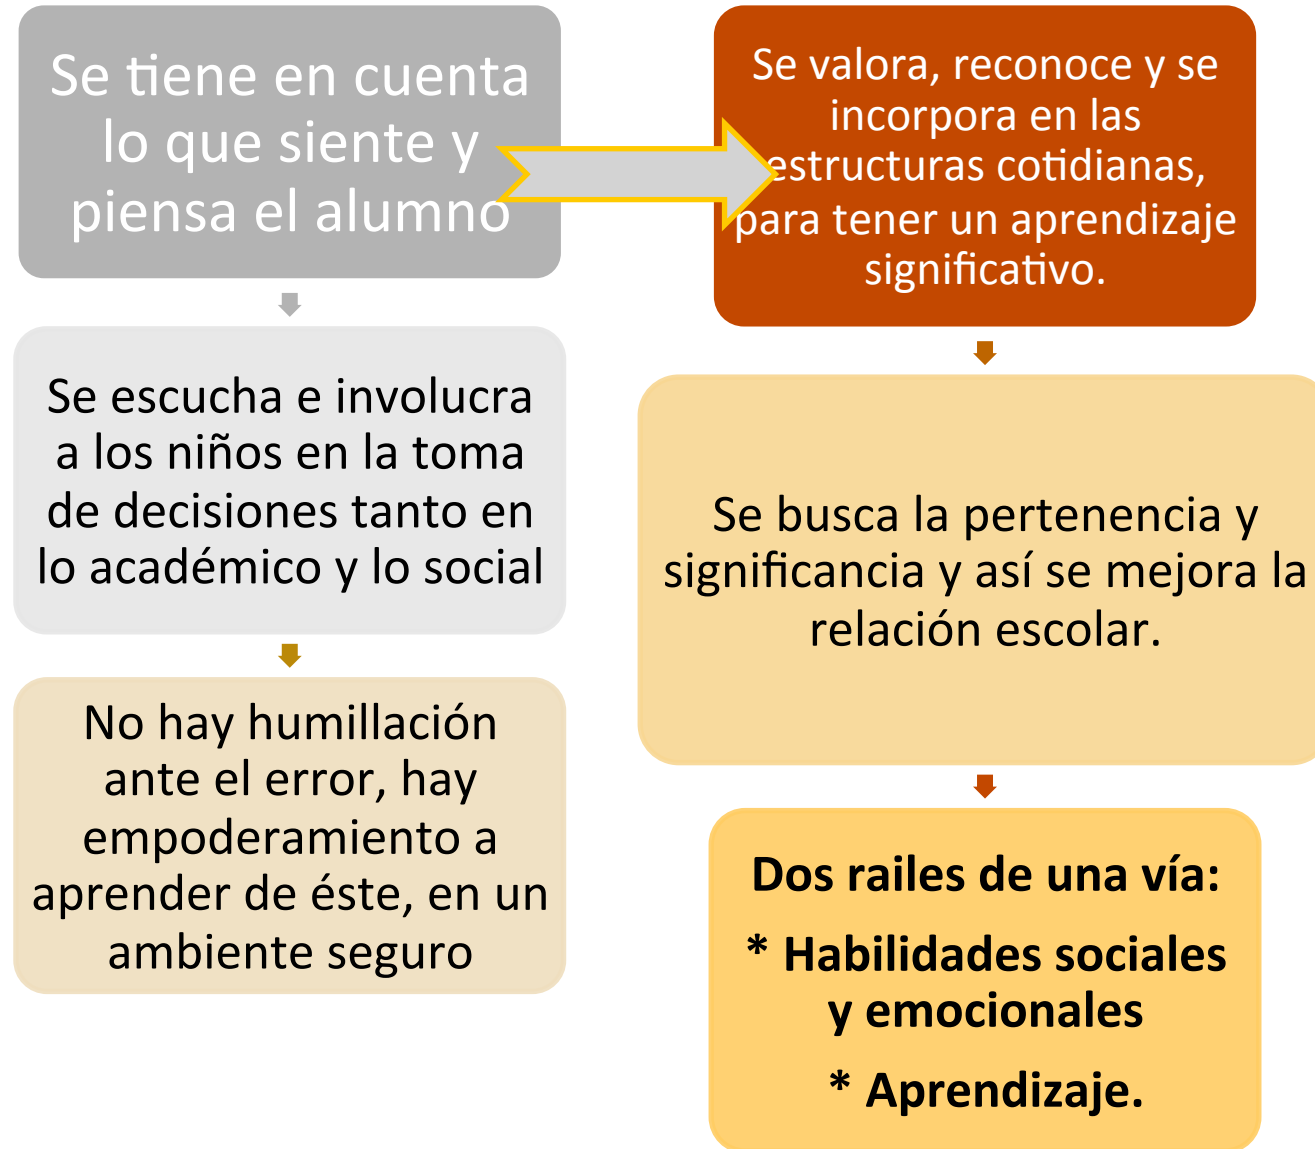 Se tiene en cuenta
lo que siente y
piensa el alumno
Se escucha e involucra
a los niños en la toma
de decisiones tanto en
lo académico y lo social
No hay humillación
ante el error, hay
empoderamiento a
aprender de éste, en un
ambiente seguro
Se valora, reconoce y se
incorpora en las
estructuras cotidianas,
para tener un aprendizaje
significativo.
Se busca la pertenencia y
significancia y así se mejora la
relación escolar.
Dos railes de una vía:
* Habilidades sociales
y emocionales
* Aprendizaje.